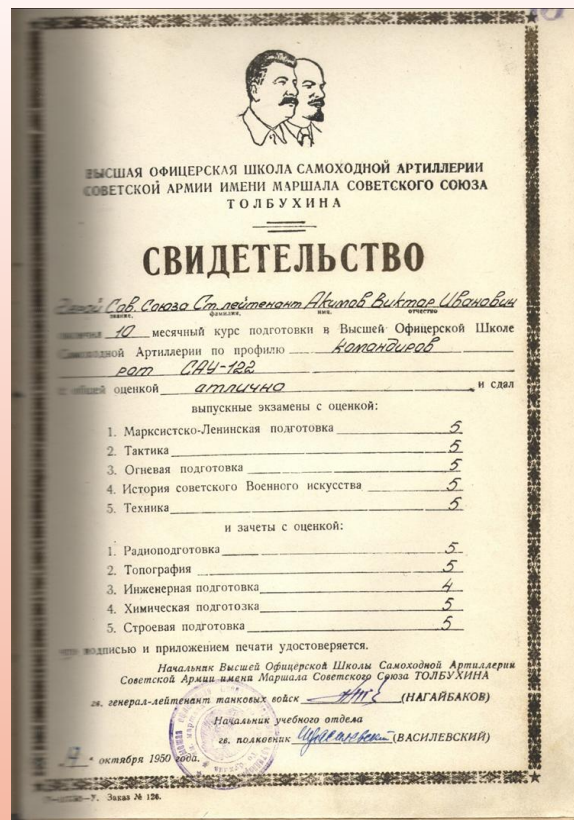 ВЫСШАЯ ОФИЦЕРСКАЯ ШКОЛА САМОХОДНОЙ АРТИЛЛЕРИИ
СОВЕТСКОЙ АРМИИ ИМЕНИ МАРШАЛА СОВЕТСКОГО СОЮЗА
ТОЛБУХИНА
СВИДЕТЕЛЬСТВО
Герой Сов. Союза Ст. лейтенант Акимов Виктор Иванович
звание, фамилия, имя, отчество
окончил 10 месячный курс подготовки в Высшей Офицерской Школе
Самоходной Артиллерии по профилю командиров
рот САУ-122
с общей оценкой отлично и сдал
выпускные экзамены с оценкой:
1. Марксистско-Ленинская подготовка 5
2. Тактика 5
3. Огневая подготовка 5
4. История советского Военного искусства 5
5. Техника 5
и зачеты с оценкой:
1. Радиоподготовка 5
2. Топография 5
3. Инженерная подготовка 4
4. Химическая подготозка 5
5. Строевая подготовка 5
что подписью и приложением печати удостоверяется.
Начальник Высшей Офицерской Школы Самоходной Артиллерии
Советской Армии имени Маршала Советского Союза ТОЛБУХИНА
гв. генерал-лейтенант танковых войск (НАГАЙБАКОВ)
Начальник учебного отдела
гв. полковник (ВАСИЛЕВСКИЙ)
октября 1950 года.
Заказ № 126.